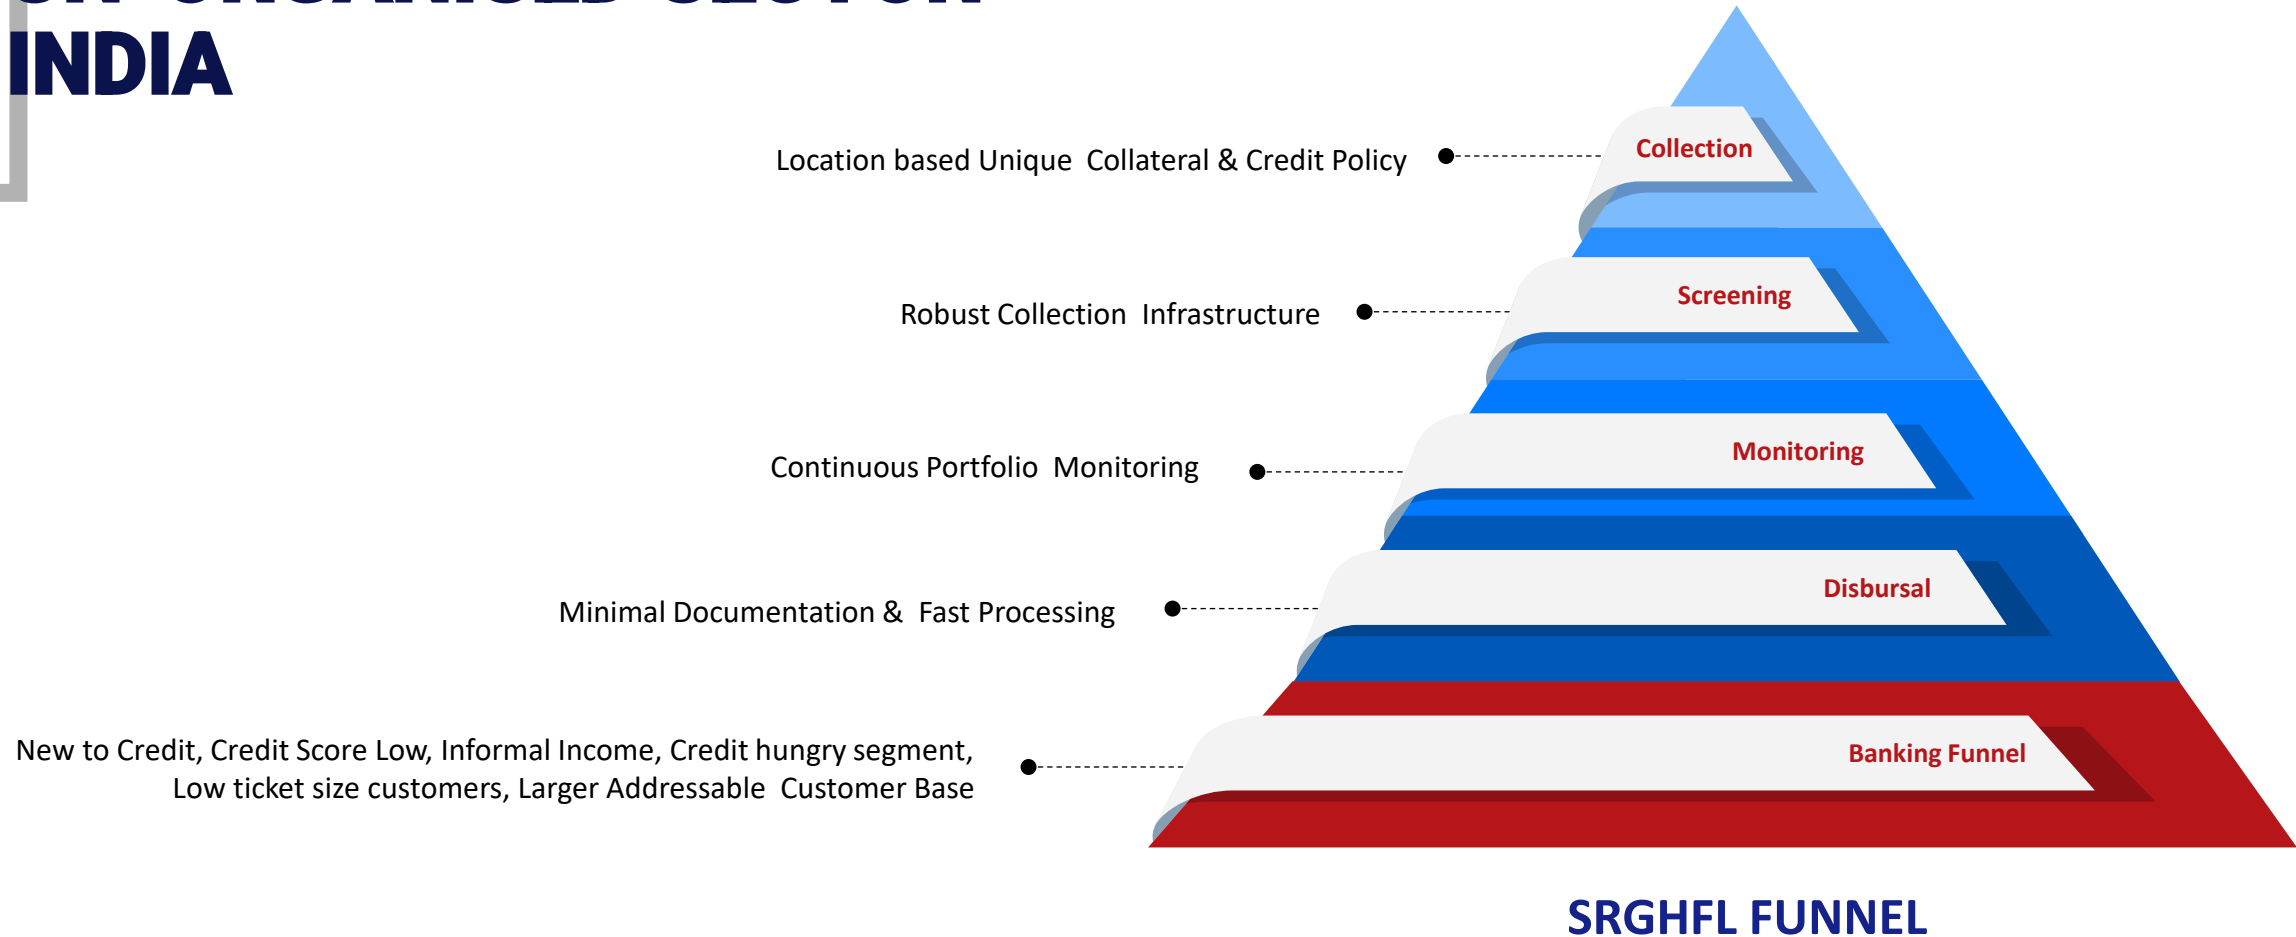 INDIA
Location based Unique Collateral & Credit Policy
Collection
Robust Collection Infrastructure
Screening
Continuous Portfolio Monitoring
Monitoring
Minimal Documentation & Fast Processing
Disbursal
New to Credit, Credit Score Low, Informal Income, Credit hungry segment,
Low ticket size customers, Larger Addressable Customer Base
Banking Funnel
SRGHFL FUNNEL